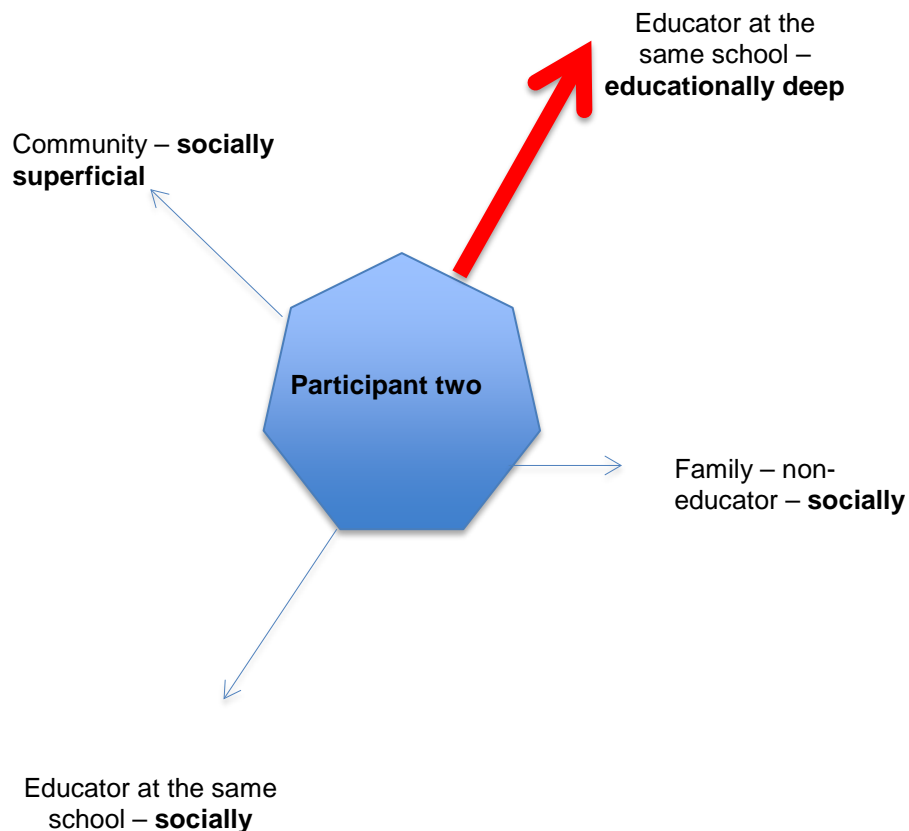 Educator at the
same school –
educationally deep
Community – socially
superficial
Participant two
Family – non-
educator – socially
Educator at the same
school – socially